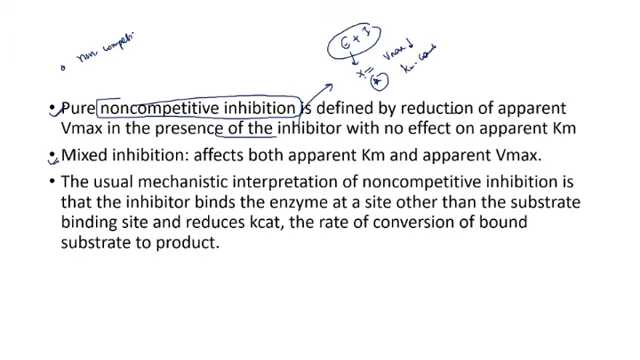 • non competi
E + I
Vmax ↓
Km - const
• Pure noncompetitive inhibition is defined by reduction of apparent
Vmax in the presence of the inhibitor with no effect on apparent Km
• Mixed inhibition: affects both apparent Km and apparent Vmax.
• The usual mechanistic interpretation of noncompetitive inhibition is
that the inhibitor binds the enzyme at a site other than the substrate
binding site and reduces kcat, the rate of conversion of bound
substrate to product.